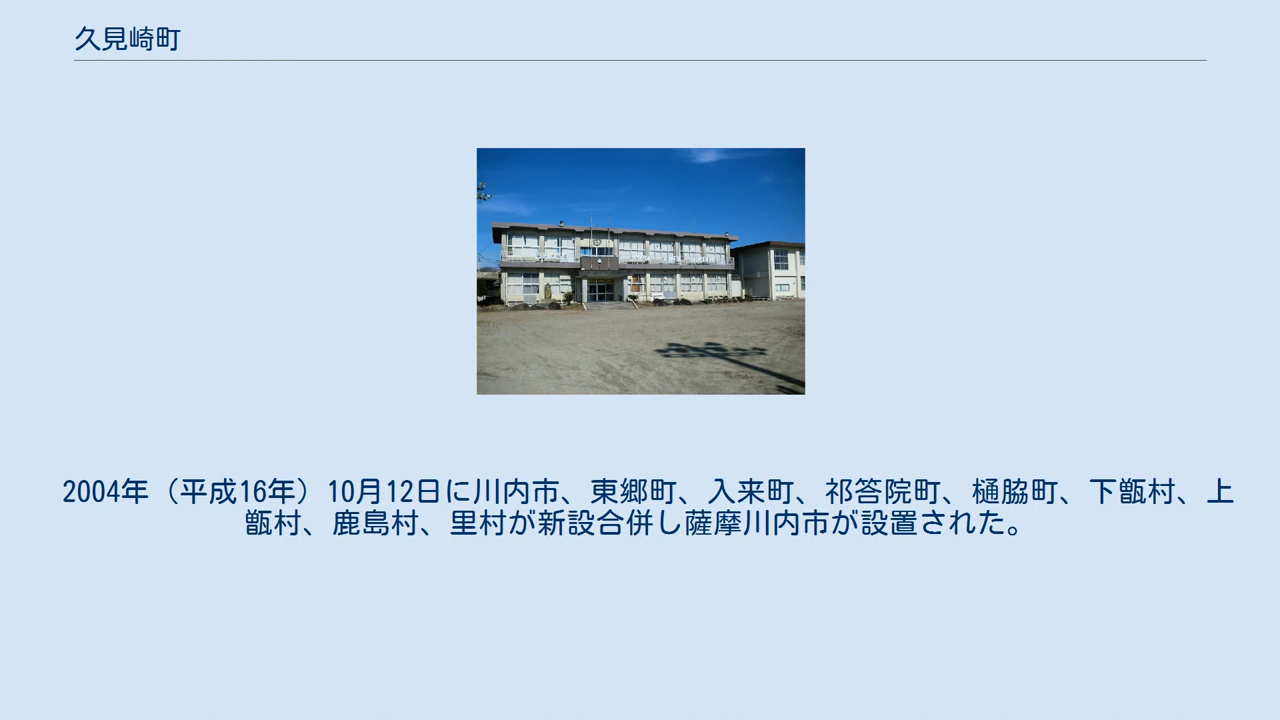 久見崎町
2004年（平成16年）10月12日に川内市、東郷町、入来町、祁答院町、樋脇町、下甑村、上
甑村、鹿島村、里村が新設合併し薩摩川内市が設置された。